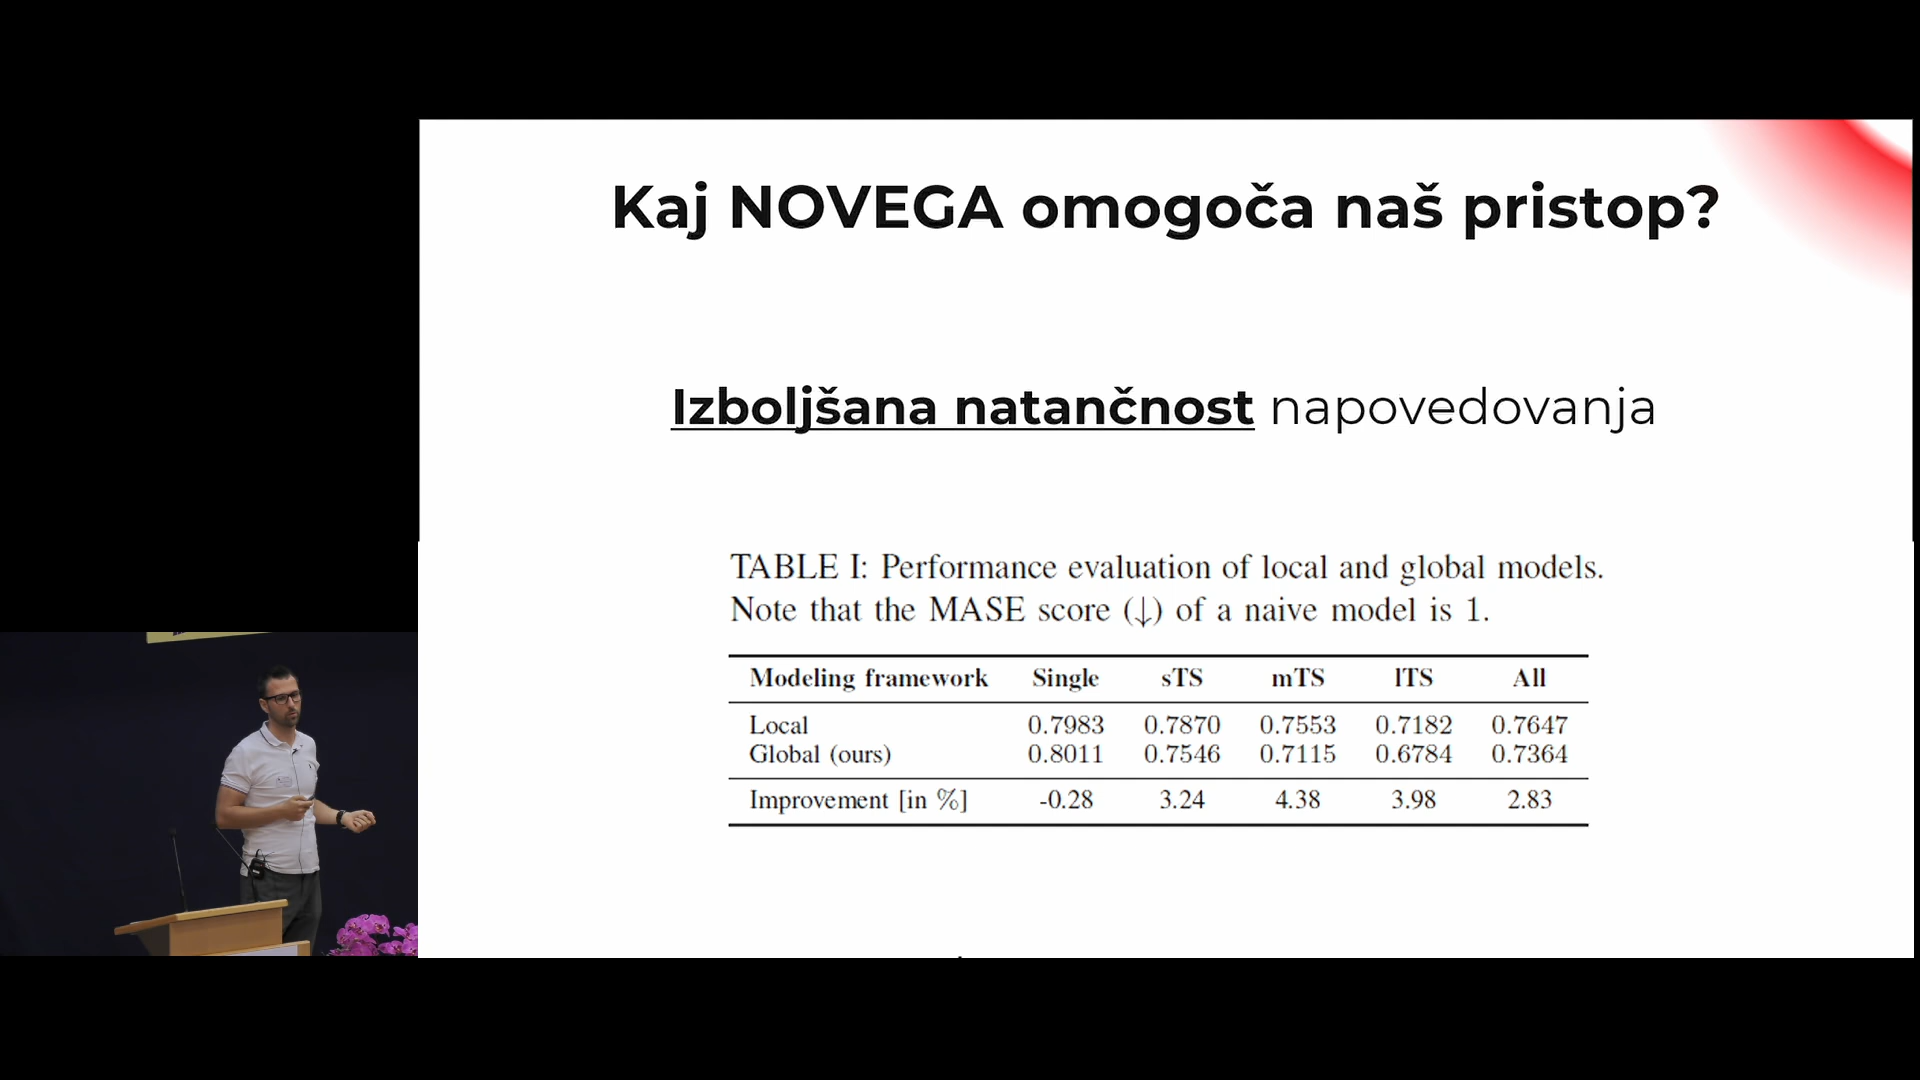 Kaj NOVEGA omogoča naš pristop?
Izboljšana natančnost napovedovanja
TABLE I: Performance evaluation of local and global models.
Note that the MASE score (↓) of a naive model is 1.
Modeling framework Single sTS mTS lTS All
Local 0.7983 0.7870 0.7553 0.7182 0.7647
Global (ours) 0.8011 0.7546 0.7115 0.6784 0.7364
Improvement [in %] -0.28 3.24 4.38 3.98 2.83